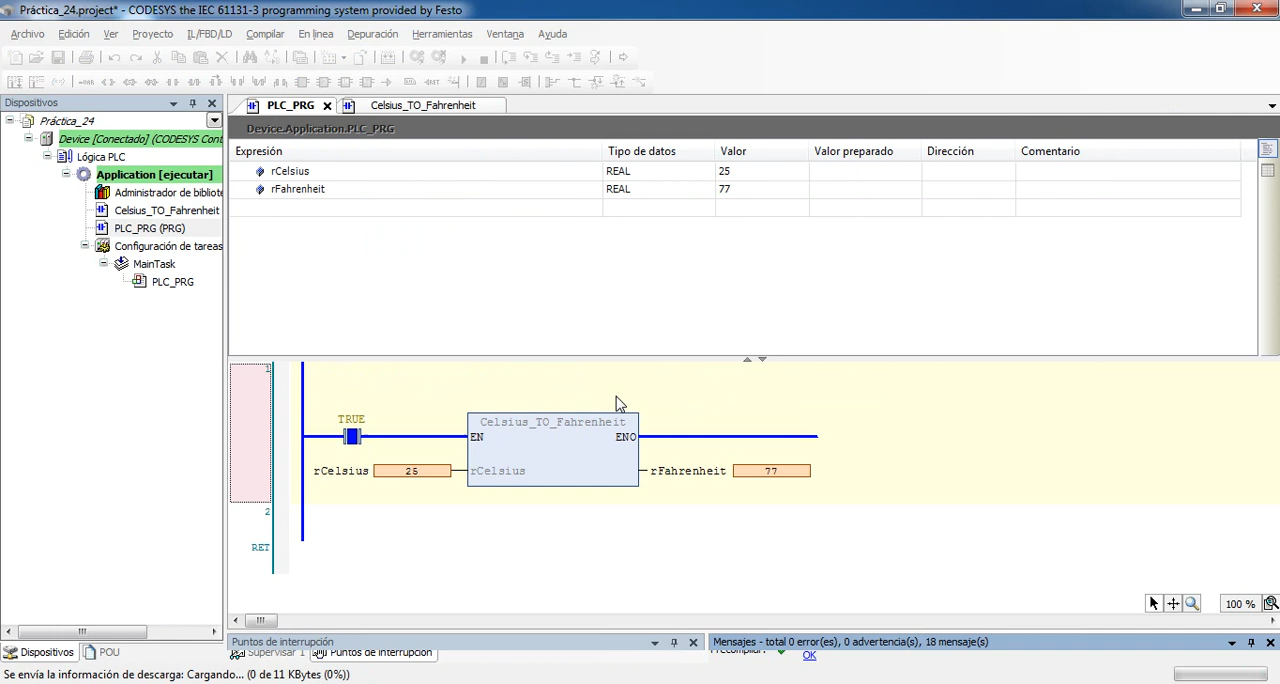 Práctica_24.project* - CODESYS the IEC 61131-3 programming system provided by Festo
Archivo Edición Ver Proyecto IL/FBD/LD Compilar En línea Depuración Herramientas Ventana Ayuda
Dispositivos
PLC_PRG Celsius_TO_Fahrenheit
Práctica_24
Device [Conectado] (CODESYS Cont
Lógica PLC
Application [ejecutar]
Administrador de bibliote
Celsius_TO_Fahrenheit
PLC_PRG (PRG)
Configuración de tareas
MainTask
PLC_PRG
Device.Application.PLC_PRG
Expresión Tipo de datos Valor Valor preparado Dirección Comentario
rCelsius REAL 25
rFahrenheit REAL 77
1
TRUE
Celsius_TO_Fahrenheit
EN ENO
rCelsius 25 rCelsius rFahrenheit 77
2
RET
100 %
Puntos de interrupción
Mensajes - total 0 error(es), 0 advertencia(s), 18 mensaje(s)
Dispositivos POU
Supervisar 1 Puntos de interrupción
Precompilar: OK
Se envía la información de descarga: Cargando... (0 de 11 KBytes (0%))